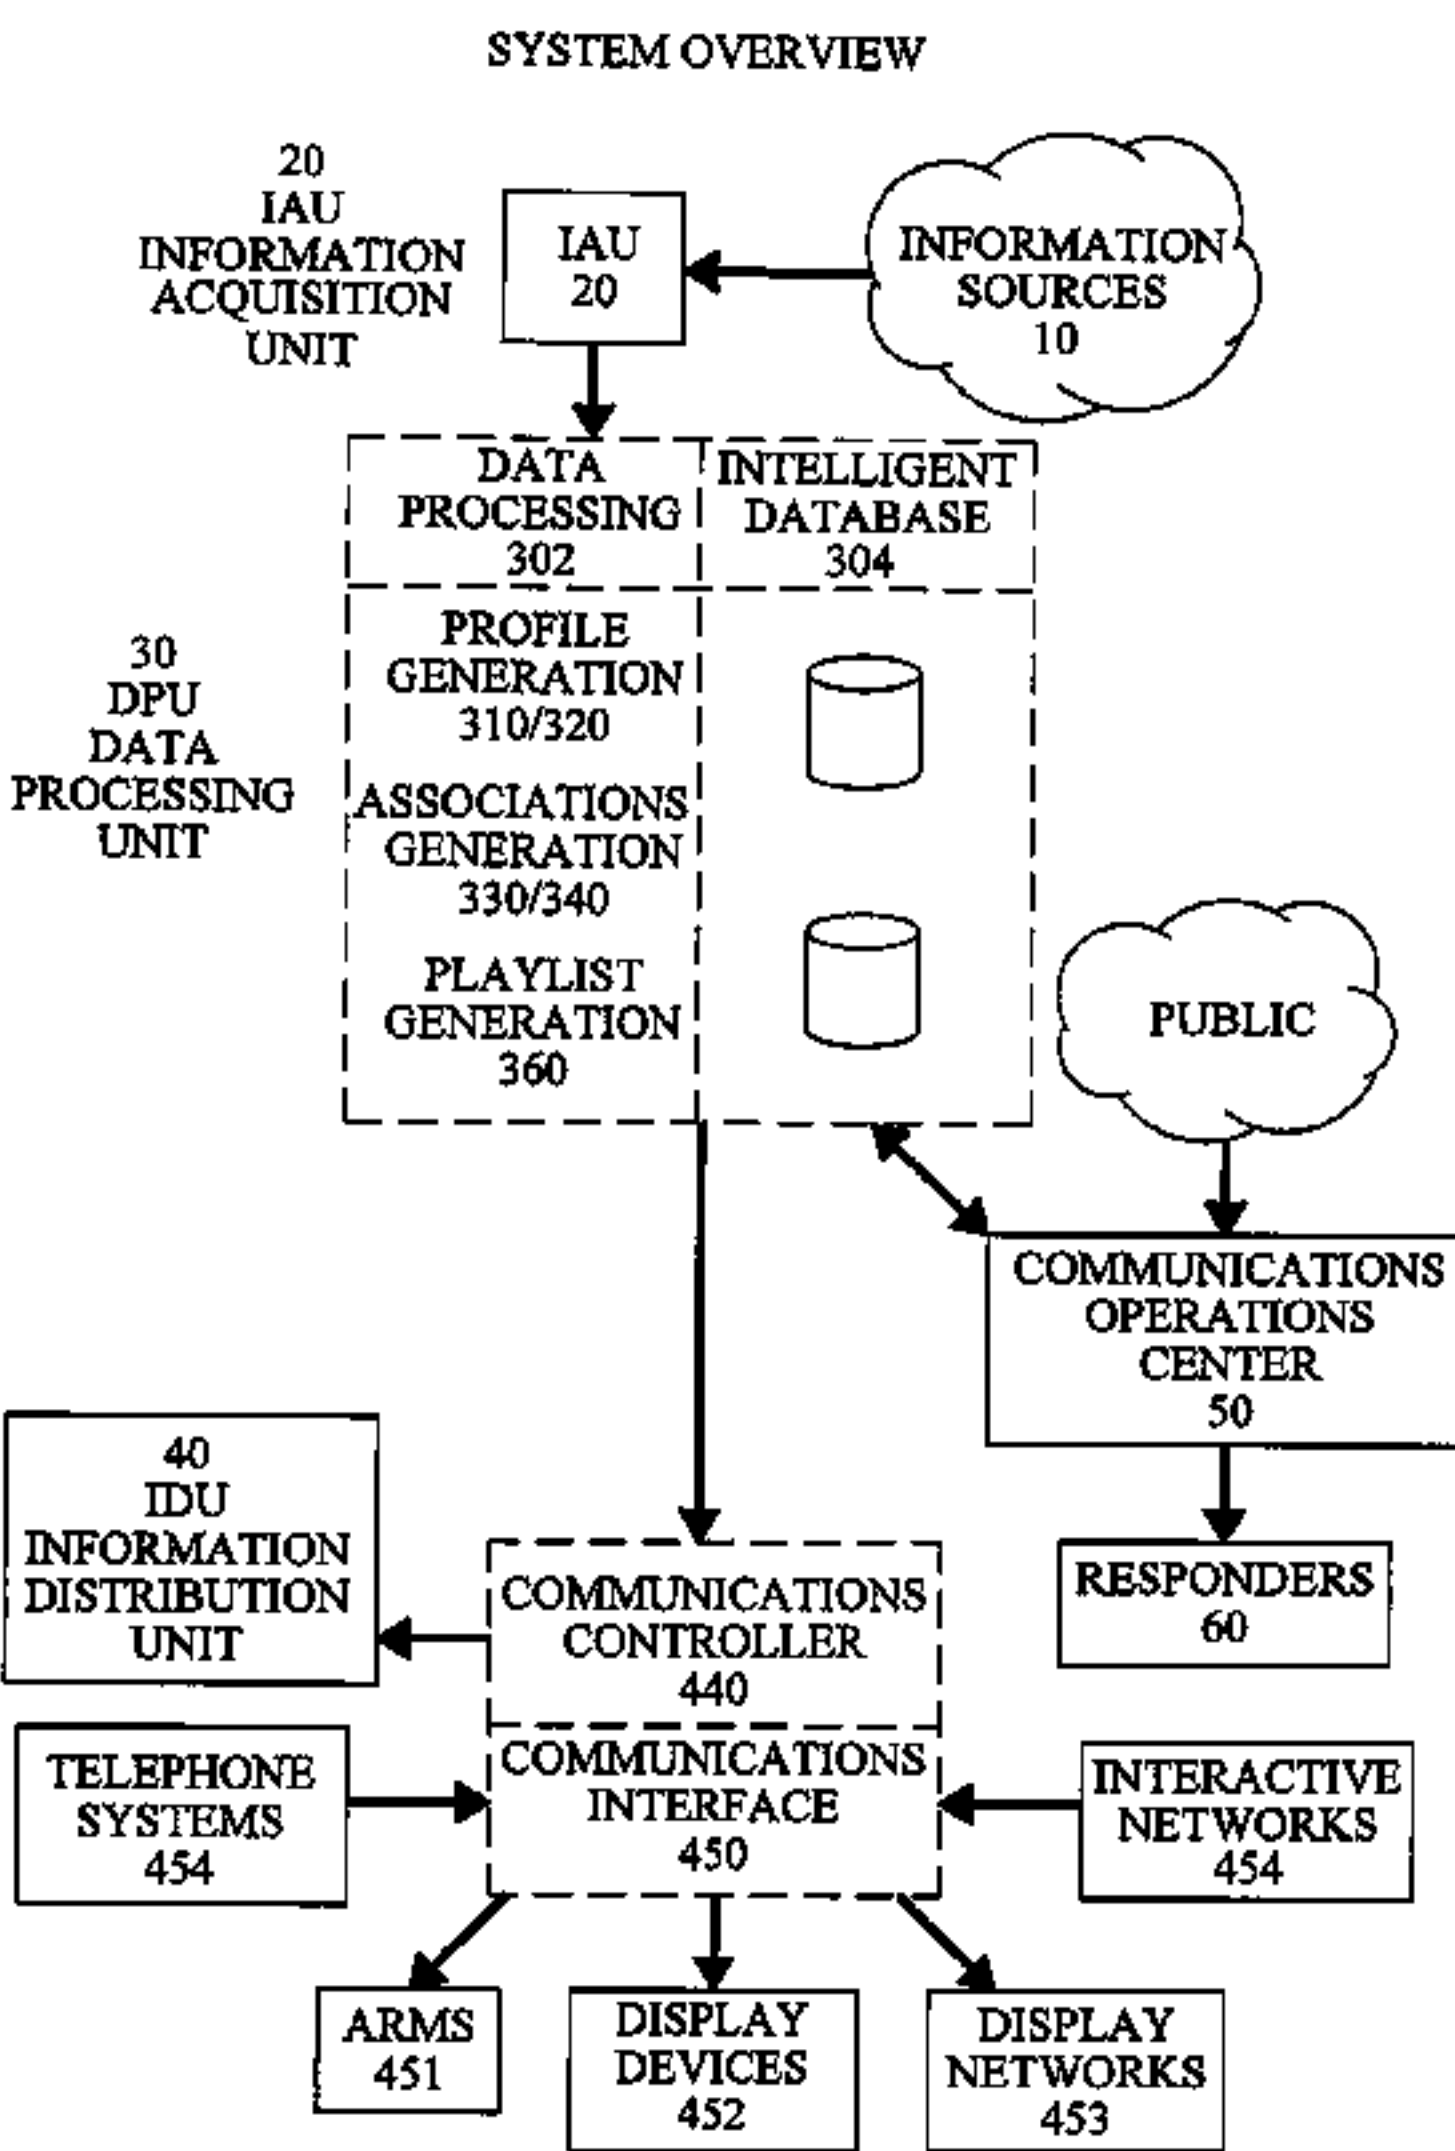 SYSTEM OVERVIEW
20
IAU
INFORMATION
ACQUISITION
UNIT
IAU
20
INFORMATION
SOURCES
10
DATA
PROCESSING
302
INTELLIGENT
DATABASE
304
30
DPU
DATA
PROCESSING
UNIT
PROFILE
GENERATION
310/320
ASSOCIATIONS
GENERATION
330/340
PLAYLIST
GENERATION
360
PUBLIC
COMMUNICATIONS
OPERATIONS
CENTER
50
40
IDU
INFORMATION
DISTRIBUTION
UNIT
COMMUNICATIONS
CONTROLLER
440
RESPONDERS
60
TELEPHONE
SYSTEMS
454
COMMUNICATIONS
INTERFACE
450
INTERACTIVE
NETWORKS
454
ARMS
451
DISPLAY
DEVICES
452
DISPLAY
NETWORKS
453